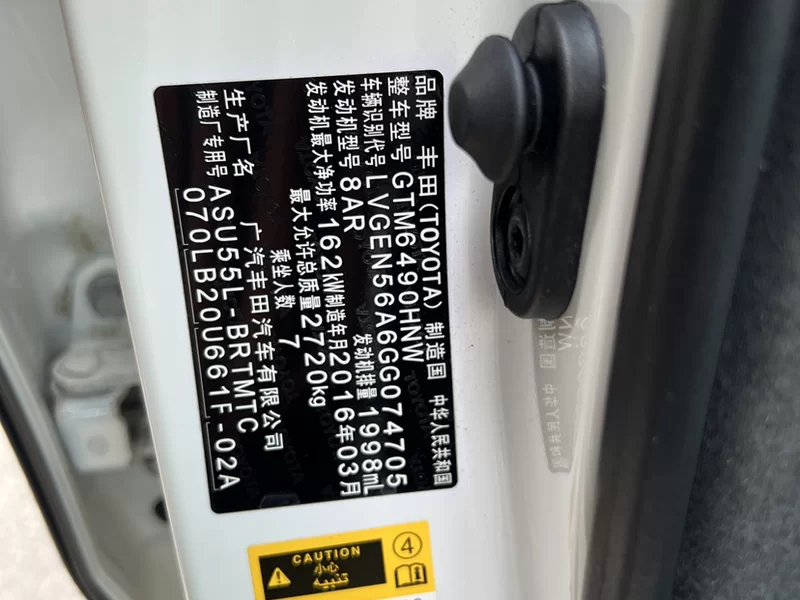 品牌 丰田(TOYOTA) 制造国 中华人民共和国
整车型号 GTM6490HNW
车辆识别代号 LVGEN56A6GG074705
发动机型号 8AR 发动机排量 1998mL
发动机最大净功率 162kW 制造年月 2016年03月
最大允许总质量 2720kg
乘坐人数 7
生产厂名 广汽丰田汽车有限公司
制造厂专用号 ASU55L-BRTMTC
070LB20U661F-02A
CAUTION
小心
تنبيه
4